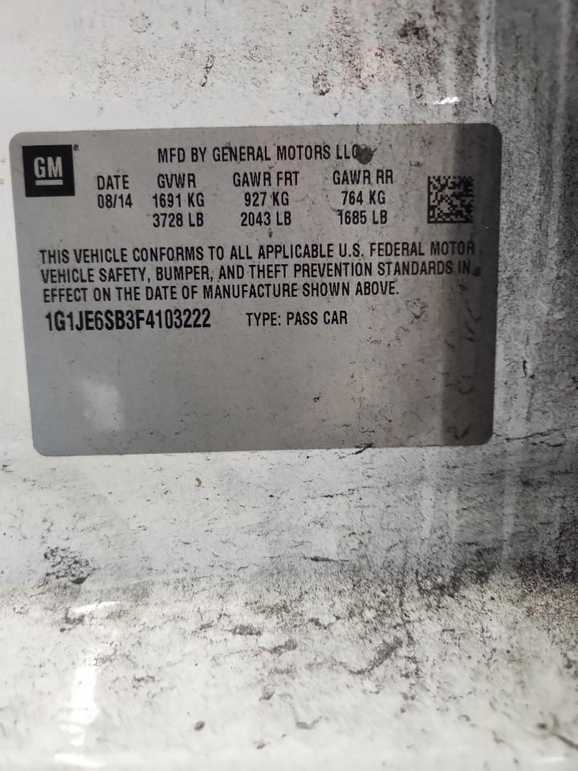 GM
MFD BY GENERAL MOTORS LLC
DATE GVWR GAWR FRT GAWR RR
08/14 1691 KG 927 KG 764 KG
3728 LB 2043 LB 1685 LB
THIS VEHICLE CONFORMS TO ALL APPLICABLE U.S. FEDERAL MOTOR
VEHICLE SAFETY, BUMPER, AND THEFT PREVENTION STANDARDS IN
EFFECT ON THE DATE OF MANUFACTURE SHOWN ABOVE.
1G1JE6SB3F4103222 TYPE: PASS CAR